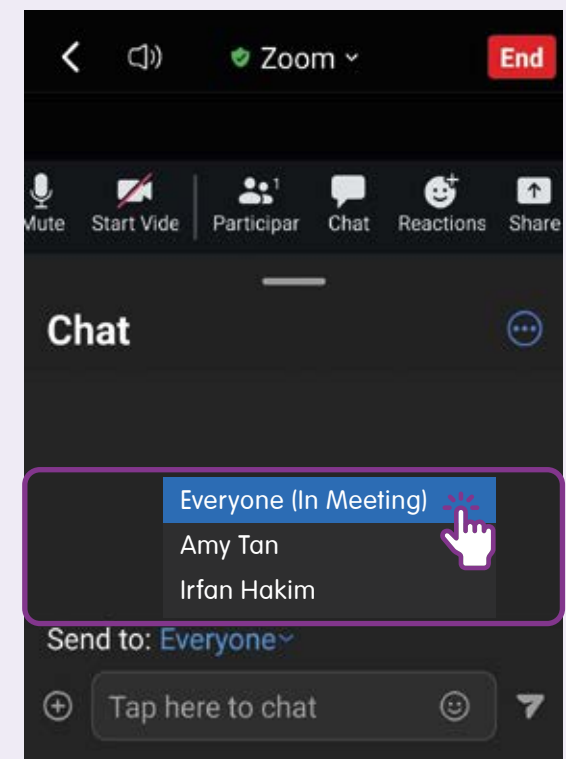 Zoom End
Mute Start Vide Participar 1 Chat Reactions Share
Chat
Everyone (In Meeting)
Amy Tan
Irfan Hakim
Send to: Everyone
Tap here to chat